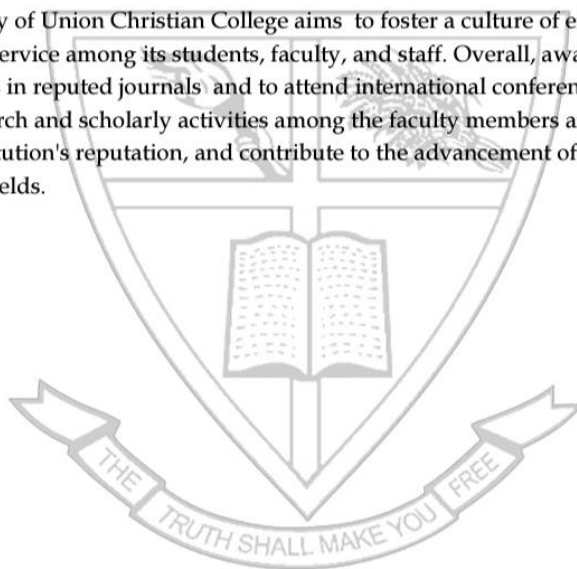 y of Union Christian College aims to foster a culture of e
ervice among its students, faculty, and staff. Overall, awa
in reputed journals and to attend international conferen
rch and scholarly activities among the faculty members a
ution's reputation, and contribute to the advancement of
elds.
THE TRUTH SHALL MAKE YOU FREE